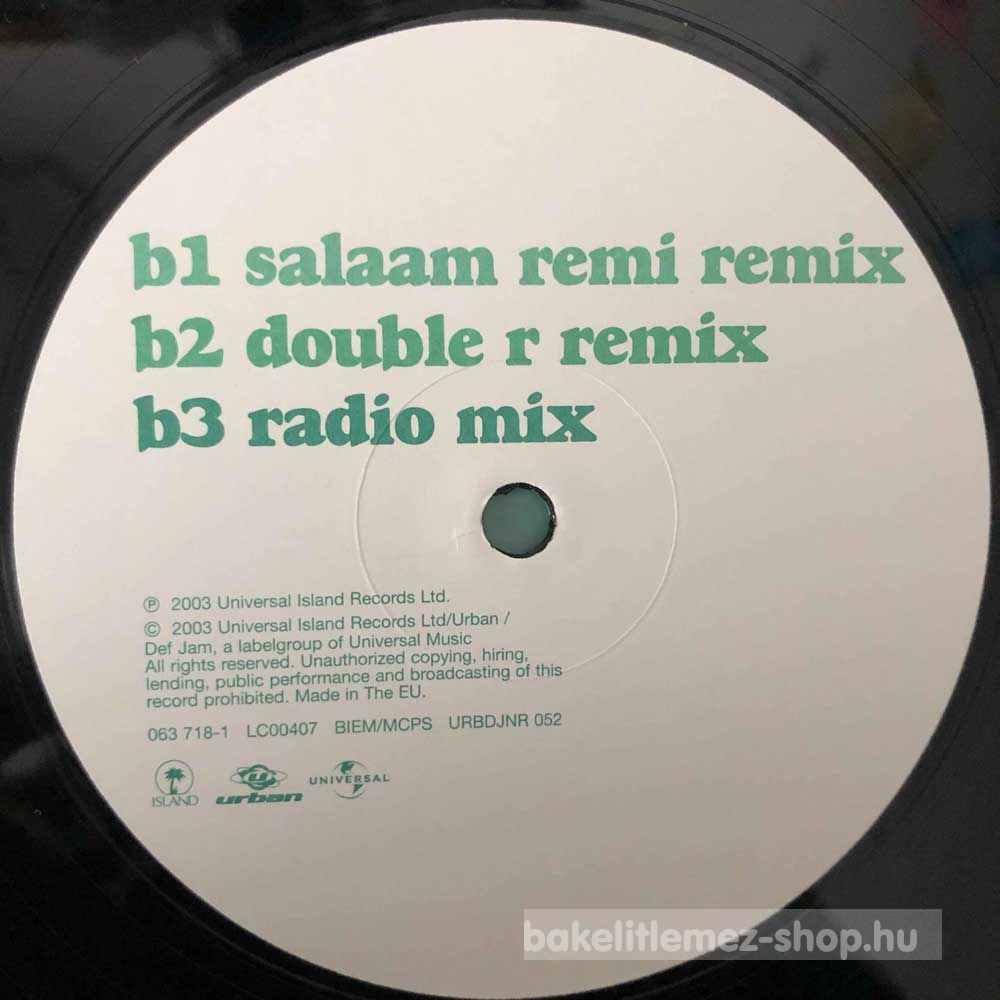 b1 salaam remi remix
b2 double r remix
b3 radio mix
℗ 2003 Universal Island Records Ltd.
© 2003 Universal Island Records Ltd/Urban /
Def Jam, a labelgroup of Universal Music
All rights reserved. Unauthorized copying, hiring,
lending, public performance and broadcasting of this
record prohibited. Made in The EU.
063 718-1 LC00407 BIEM/MCPS URBDJNR 052
ISLAND urban UNIVERSAL
bakelitlemez-shop.hu